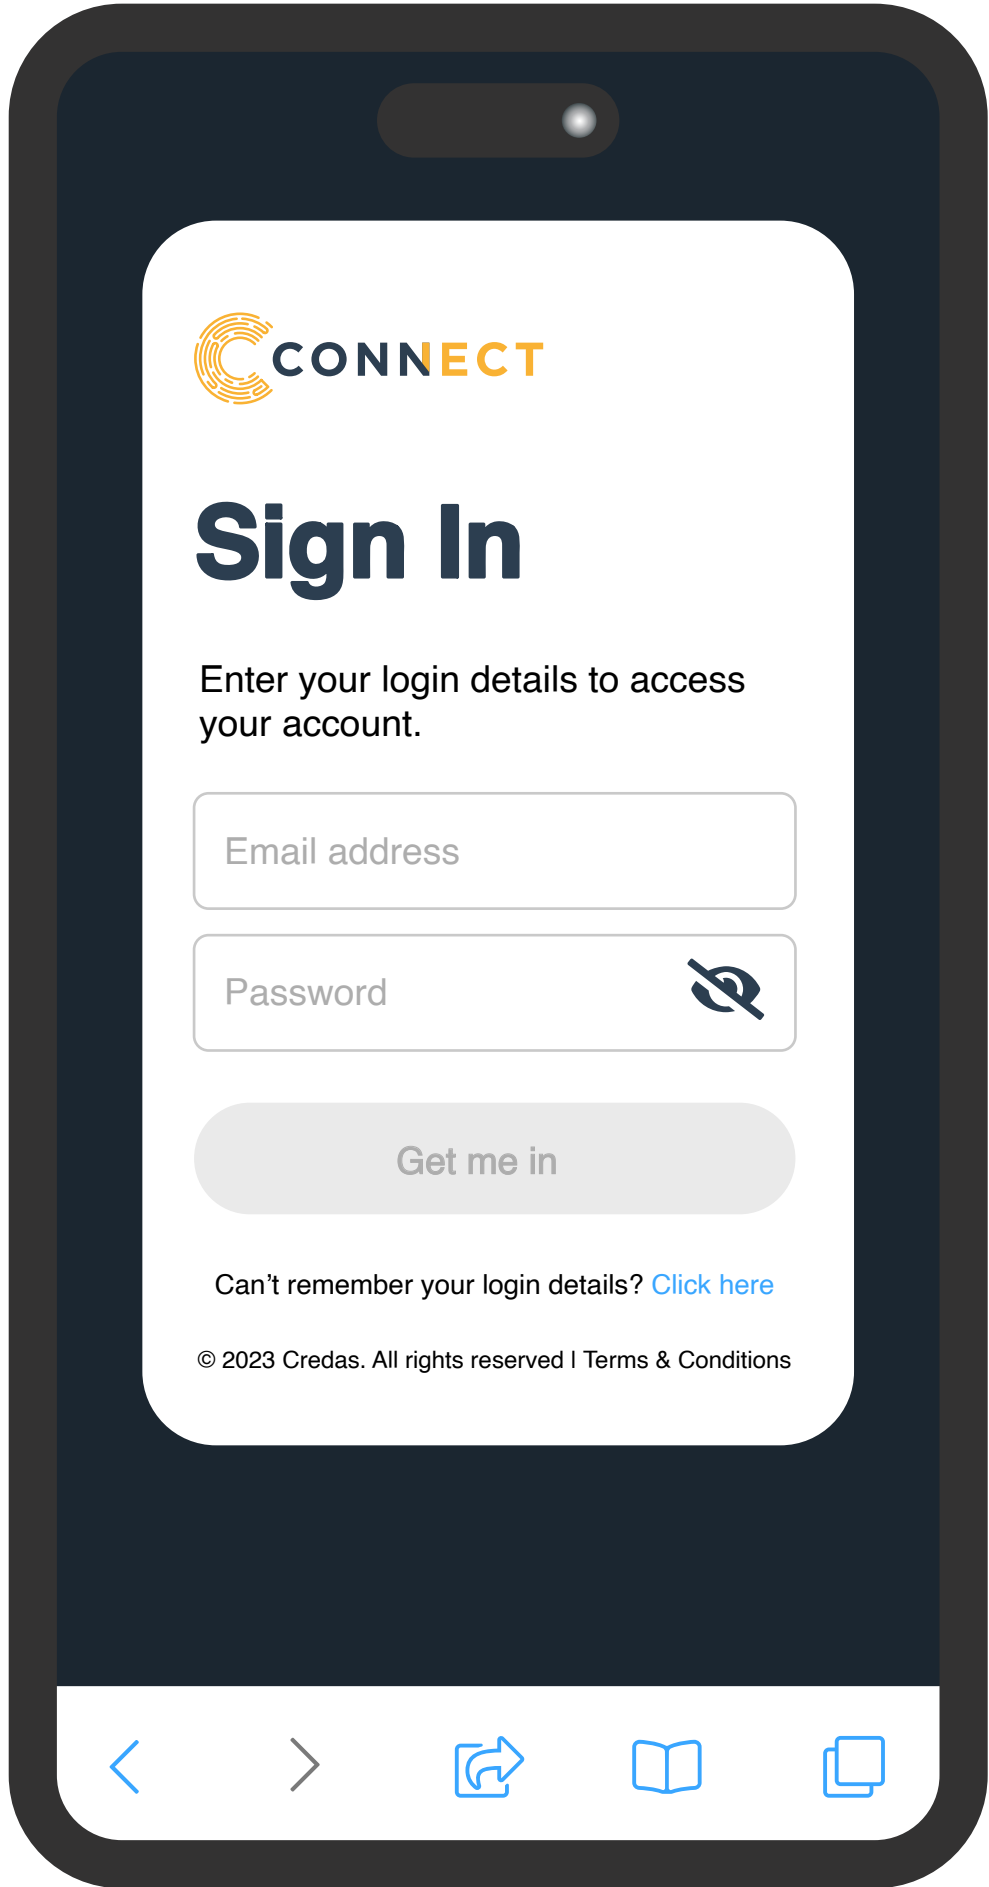 CONNECT
Sign In
Enter your login details to access
your account.
Email address
Password
Get me in
Can’t remember your login details? Click here
© 2023 Credas. All rights reserved | Terms & Conditions